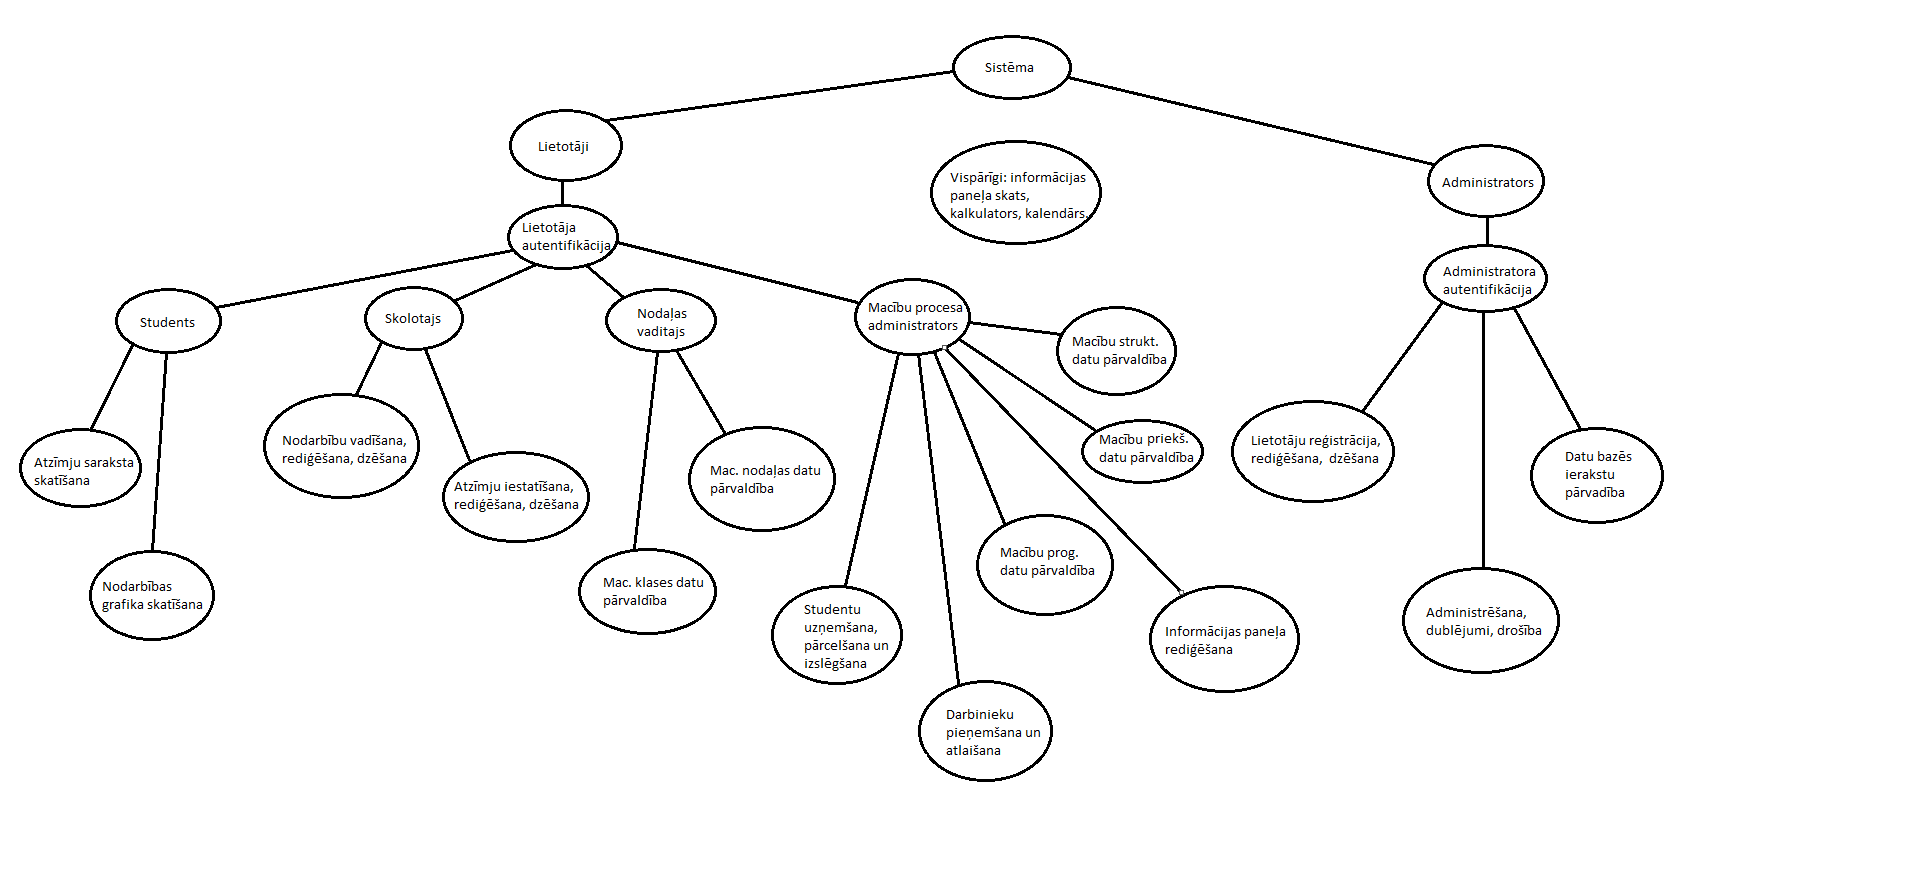 Sistēma
Lietotāji
Vispārīgi: informācijas
paneļa skats,
kalkulators, kalendārs.
Administrators
Lietotāja
autentifikācija
Administratora
autentifikācija
Students
Skolotajs
Nodaļas
vaditajs
Macību procesa
administrators
Macību strukt.
datu pārvaldība
Macību priekš.
datu pārvaldība
Atzīmju saraksta
skatīšana
Nodarbību vadīšana,
rediģēšana, dzēšana
Atzīmju iestatīšana,
rediģēšana, dzēšana
Mac. nodaļas datu
pārvaldība
Lietotāju reģistrācija,
rediģēšana,  dzēšana
Datu bazēs
ierakstu
pārvadība
Nodarbības
grafika skatīšana
Mac. klases datu
pārvaldība
Macību prog.
datu pārvaldība
Studentu
uzņemšana,
pārcelšana un
izslēgšana
Informācijas paneļa
rediģēšana
Administrēšana,
dublējumi, drošība
Darbinieku
pieņemšana un
atlaišana